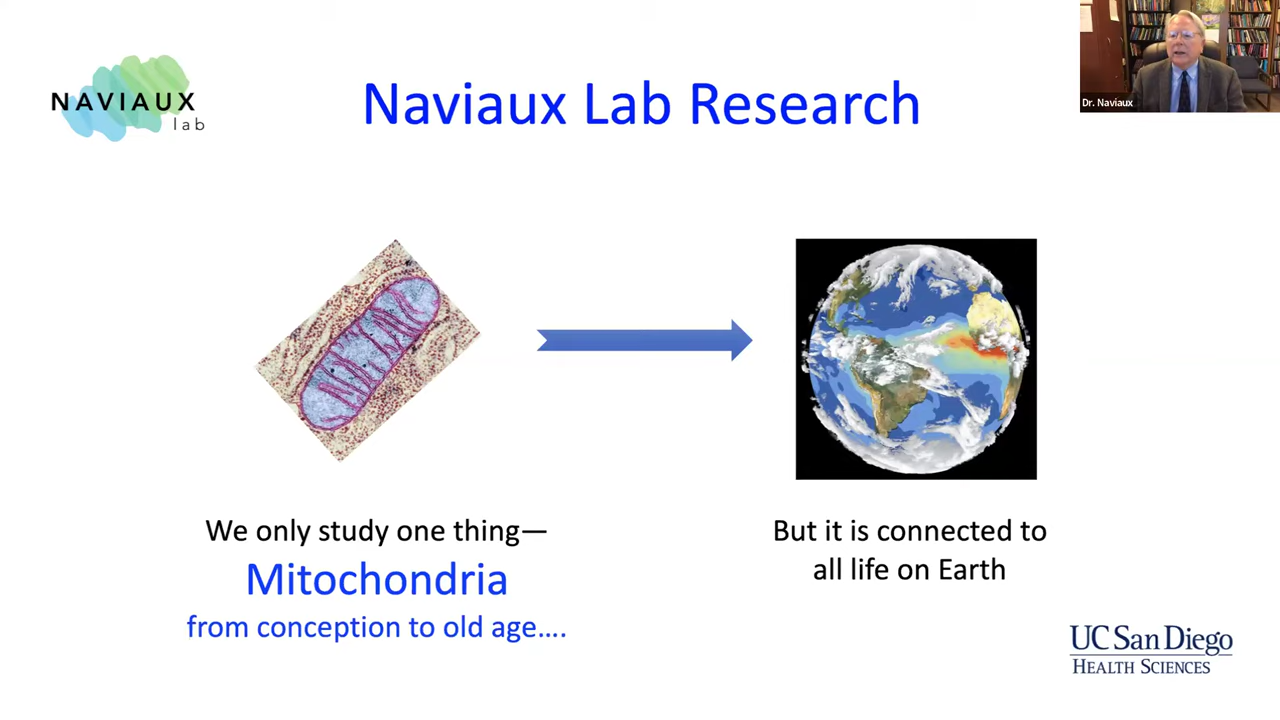 NAVIAUX
lab
Naviaux Lab Research
Dr. Naviaux
We only study one thing—
Mitochondria
from conception to old age….
But it is connected to
all life on Earth
UC San Diego
HEALTH SCIENCES